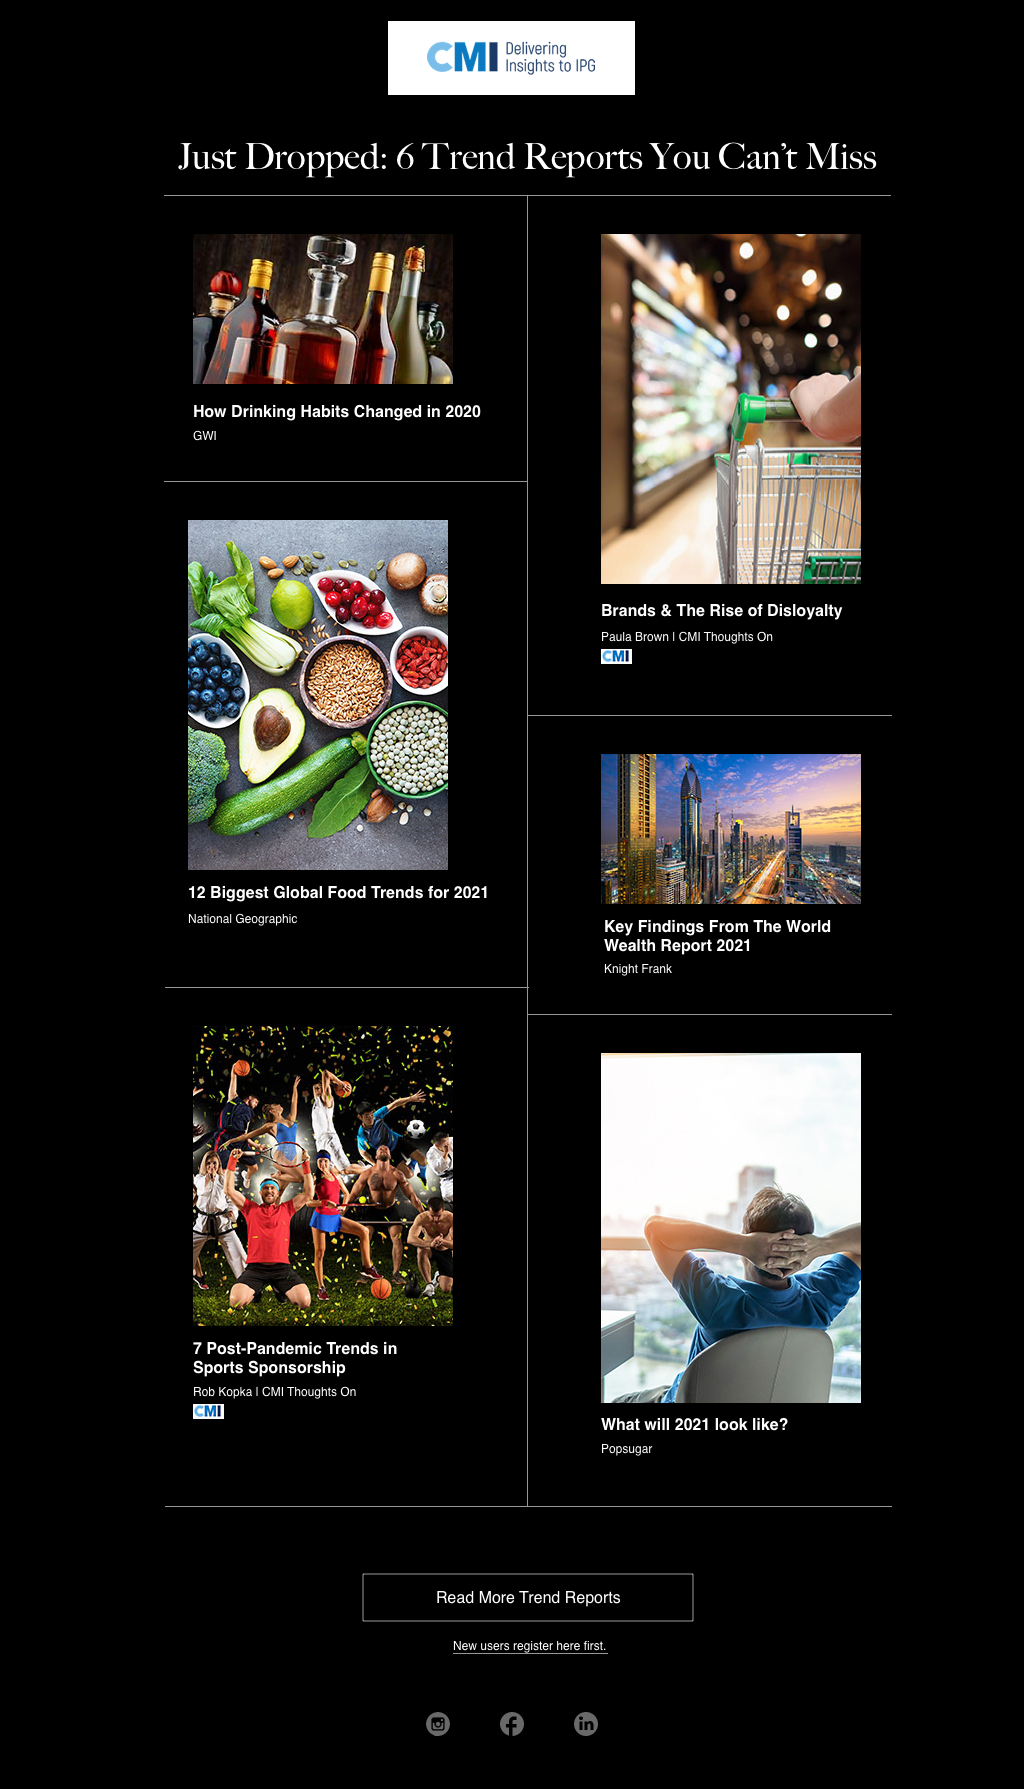 CMI Delivering
Insights to IPG
Just Dropped: 6 Trend Reports You Can't Miss
How Drinking Habits Changed in 2020
GWI
12 Biggest Global Food Trends for 2021
National Geographic
7 Post-Pandemic Trends in
Sports Sponsorship
Rob Kopka | CMI Thoughts On
CMI
Brands & The Rise of Disloyalty
Paula Brown | CMI Thoughts On
CMI
Key Findings From The World
Wealth Report 2021
Knight Frank
What will 2021 look like?
Popsugar
Read More Trend Reports
New users register here first.